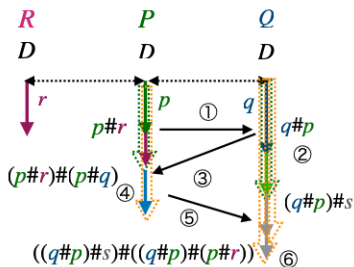 R P Q
D D D
r p q
p#r ① q#p
②
③
(p#r)#(p#q) ④ (q#p)#s
⑤
((q#p)#s)#((q#p)#(p#r)) ⑥